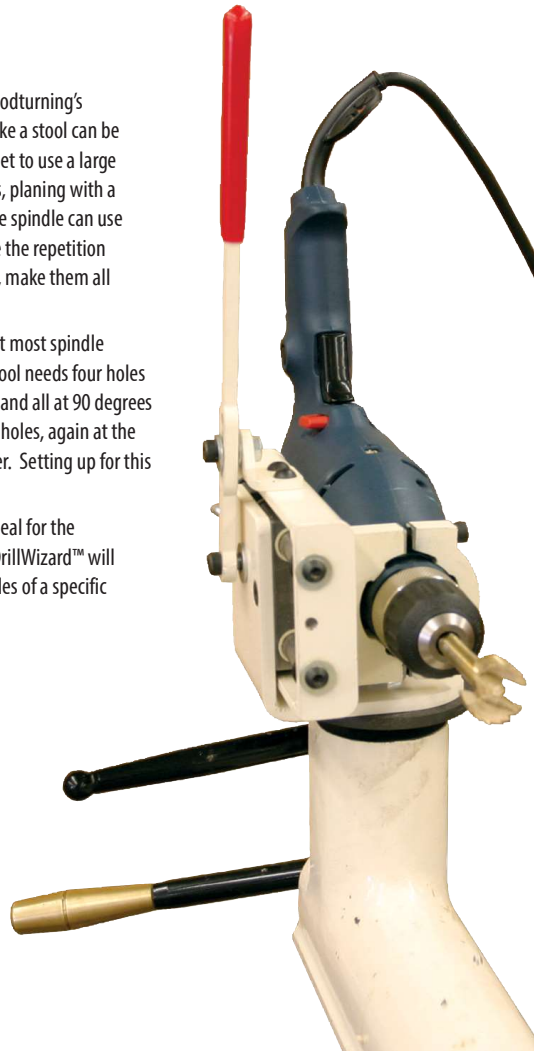 odturning's
ke a stool can be
et to use a large
s, planing with a
e spindle can use
e the repetition
, make them all
t most spindle
ool needs four holes
and all at 90 degrees
holes, again at the
er. Setting up for this
eal for the
DrillWizard™ will
les of a specific